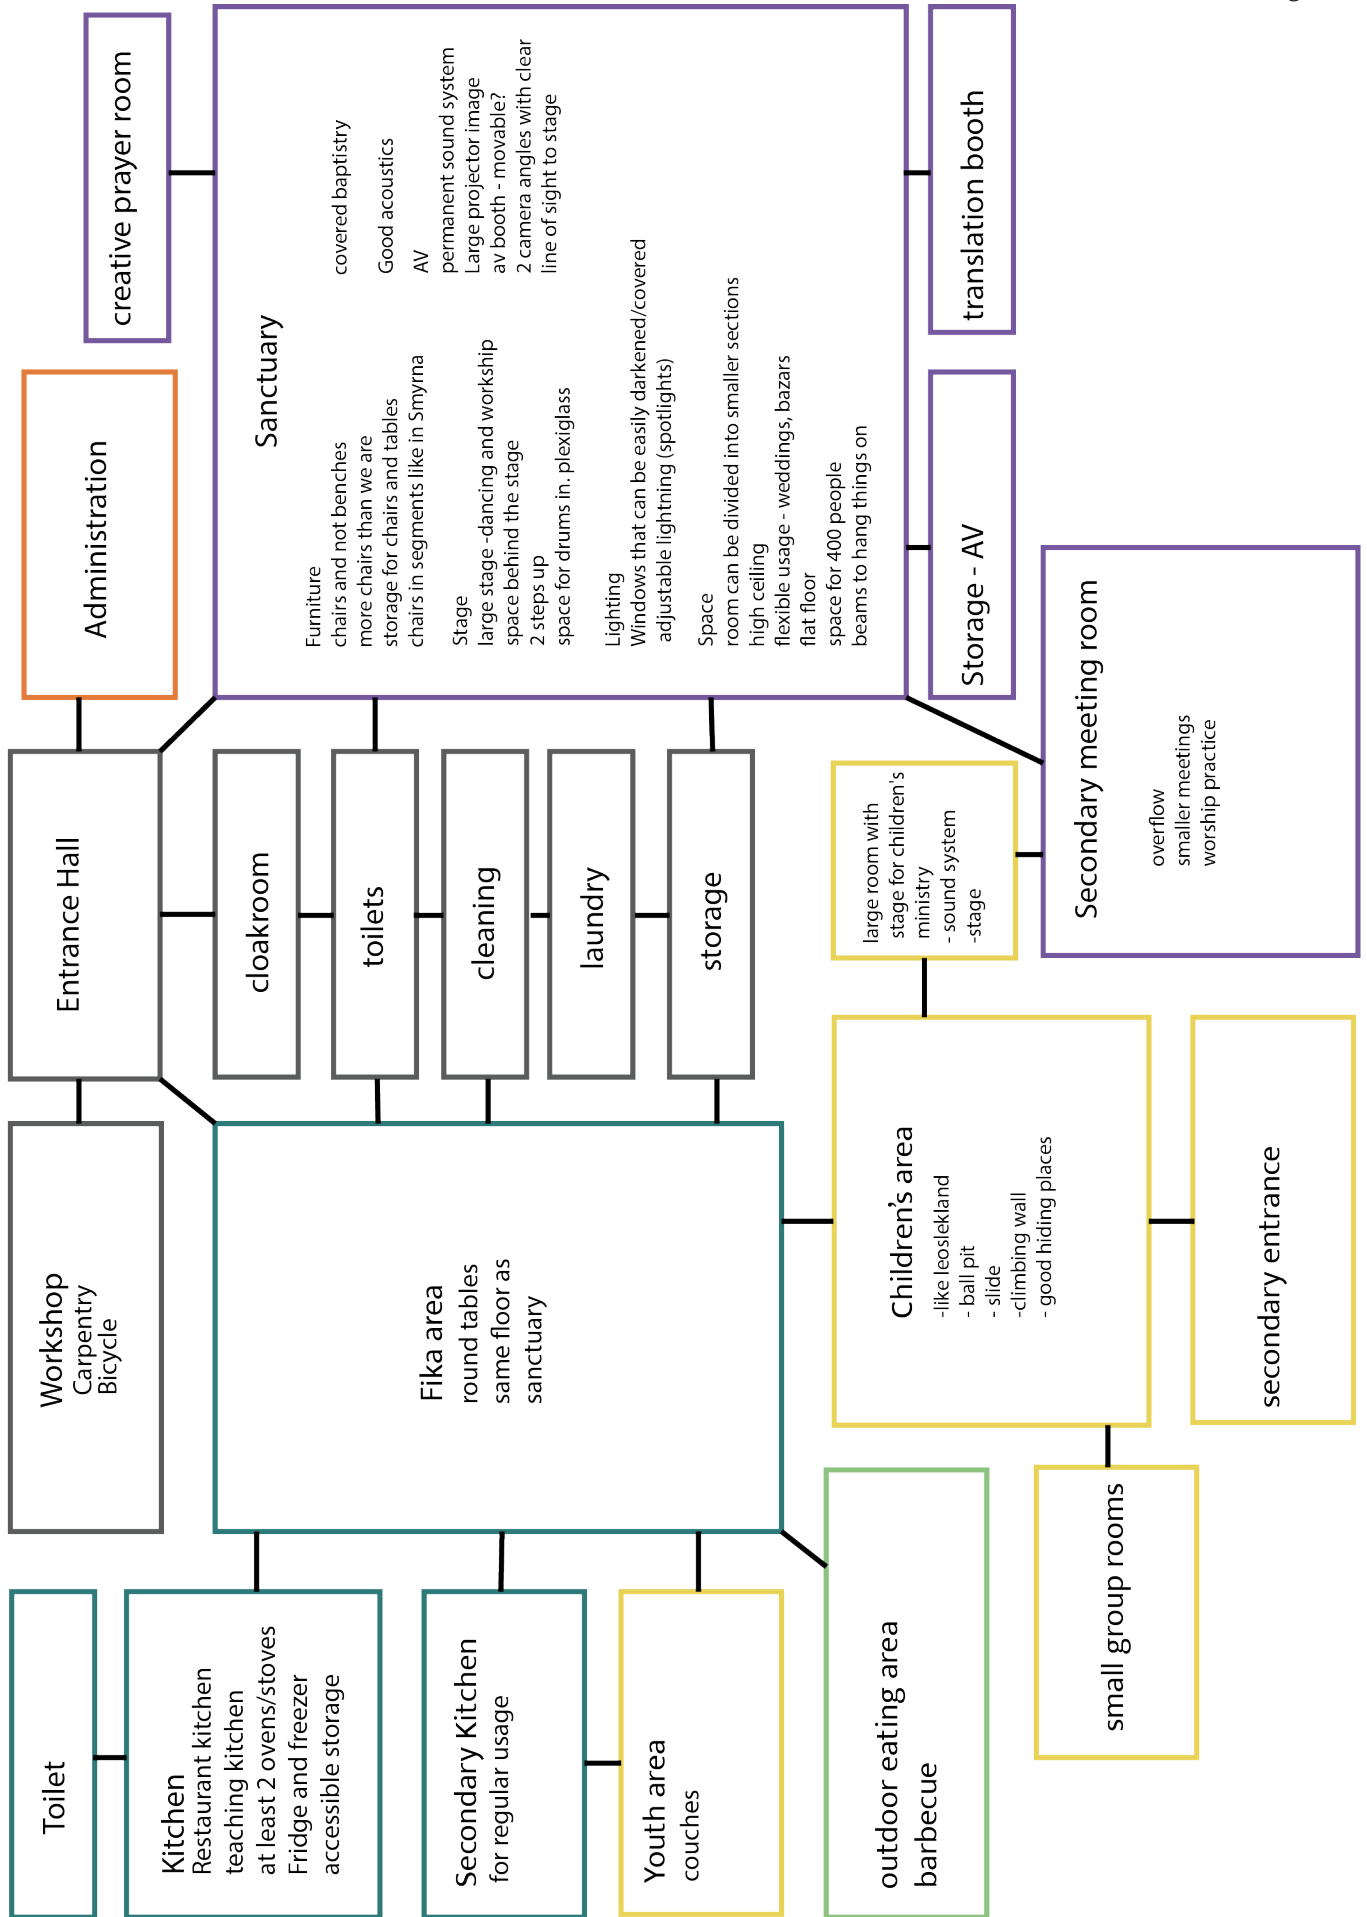 Toilet
Kitchen
Restaurant kitchen
teaching kitchen
at least 2 ovens/stoves
Fridge and freezer
accessible storage
Secondary Kitchen
for regular usage
Youth area
couches
outdoor eating area
barbecue
small group rooms
Workshop
Carpentry
Bicycle
Fika area
round tables
same floor as
sanctuary
Children's area
-like leoslekland
- ball pit
- slide
-climbing wall
- good hiding places
secondary entrance
Entrance Hall
cloakroom
toilets
cleaning
laundry
storage
large room with
stage for children's
ministry
- sound system
-stage
Secondary meeting room
overflow
smaller meetings
worship practice
Administration
creative prayer room
Sanctuary
Furniture
chairs and not benches
more chairs than we are
storage for chairs and tables
chairs in segments like in Smyrna
Stage
large stage -dancing and workship
space behind the stage
2 steps up
space for drums in. plexiglass
Lighting
Windows that can be easily darkened/covered
adjustable lightning (spotlights)
Space
room can be divided into smaller sections
high ceiling
flexible usage - weddings, bazars
flat floor
space for 400 people
beams to hang things on
covered baptistry
Good acoustics
AV
permanent sound system
Large projector image
av booth - movable?
2 camera angles with clear
line of sight to stage
Storage - AV
translation booth